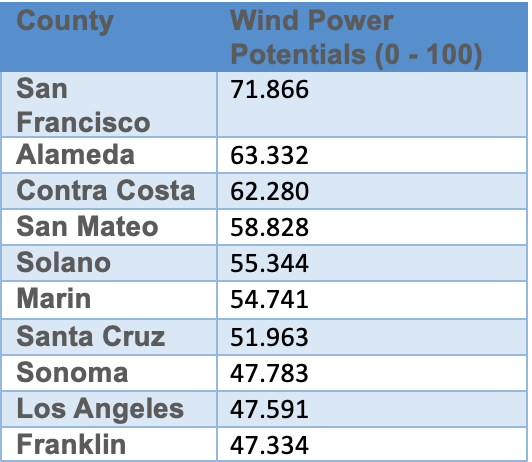 County Wind Power
Potentials (0 - 100)
San 71.866
Francisco
Alameda 63.332
Contra Costa 62.280
San Mateo 58.828
Solano 55.344
Marin 54.741
Santa Cruz 51.963
Sonoma 47.783
Los Angeles 47.591
Franklin 47.334